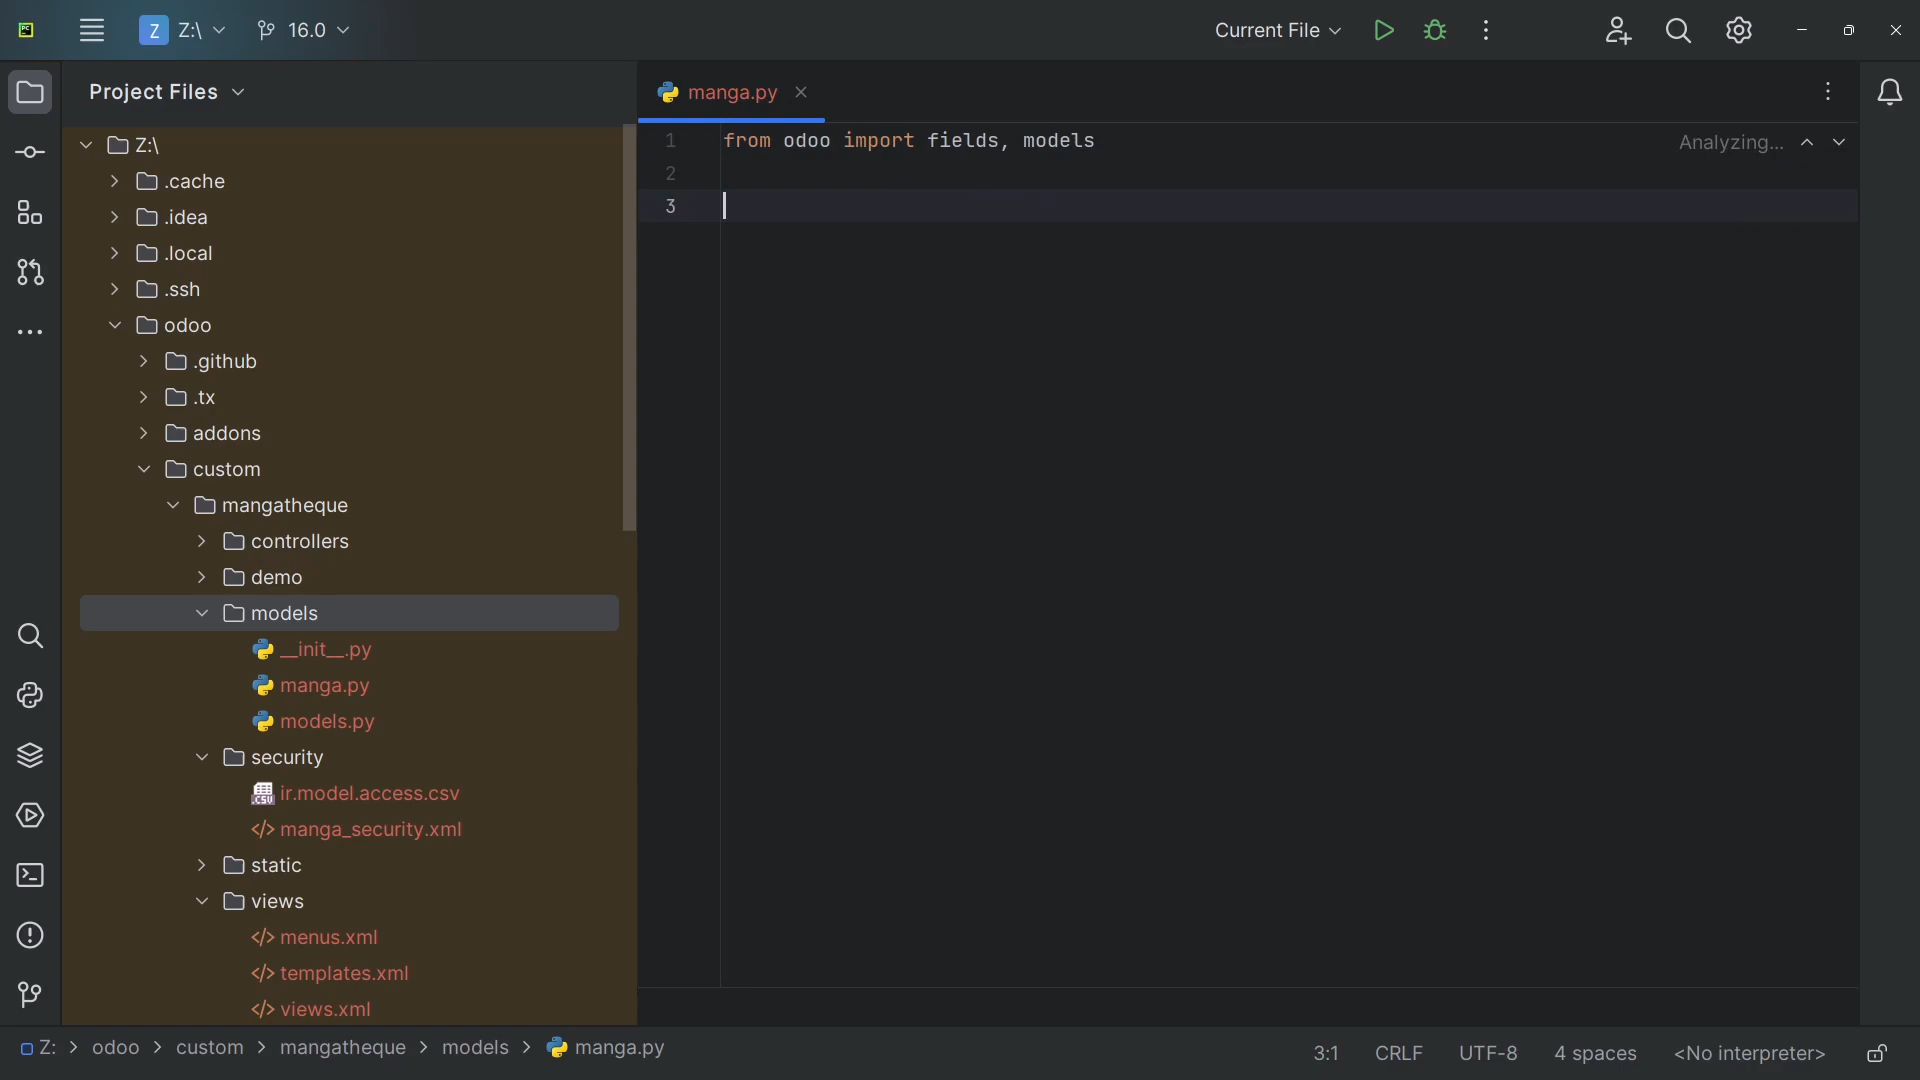 Z Z:\ 16.0 Current File
Project Files
manga.py
Z:\
.cache
.idea
.local
.ssh
odoo
.github
.tx
addons
custom
mangatheque
controllers
demo
models
__init__.py
manga.py
models.py
security
ir.model.access.csv
manga_security.xml
static
views
menus.xml
templates.xml
views.xml
1 from odoo import fields, models
2
3
Analyzing...
Z: > odoo > custom > mangatheque > models > manga.py
3:1 CRLF UTF-8 4 spaces <No interpreter>